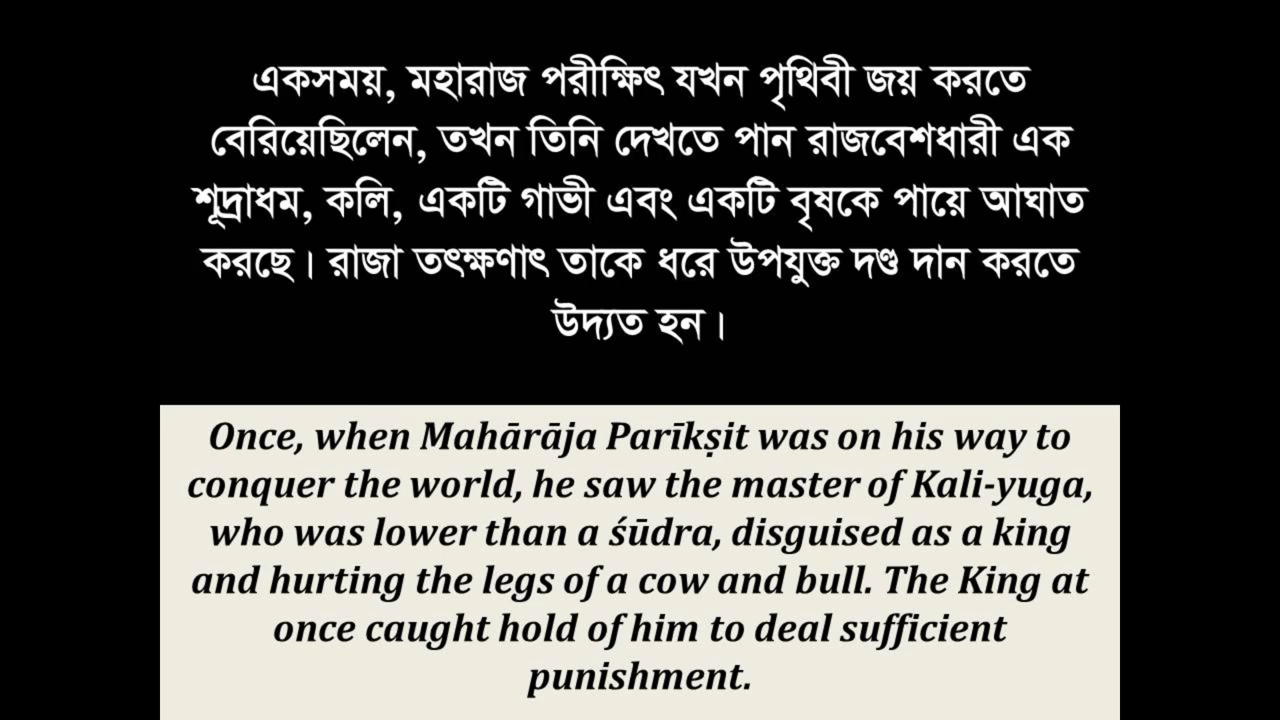 একসময়, মহারাজ পরীক্ষিৎ যখন পৃথিবী জয় করতে
বেরিয়েছিলেন, তখন তিনি দেখতে পান রাজবেশধারী এক
শূদ্রাধম, কলি, একটি গাভী এবং একটি বৃষকে পায়ে আঘাত
করছে। রাজা তৎক্ষণাৎ তাকে ধরে উপযুক্ত দণ্ড দান করতে
উদ্যত হন।
Once, when Mahārāja Parīkṣit was on his way to
conquer the world, he saw the master of Kali-yuga,
who was lower than a śūdra, disguised as a king
and hurting the legs of a cow and bull. The King at
once caught hold of him to deal sufficient
punishment.